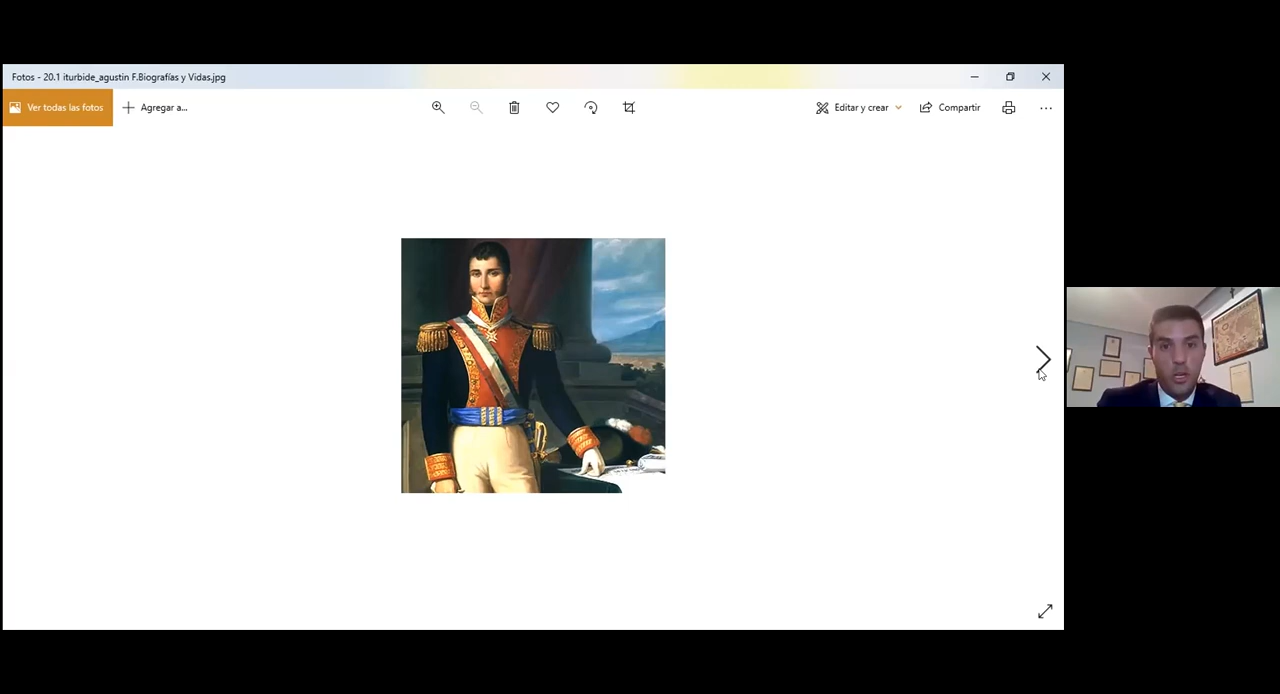 Fotos - 20.1 iturbide_agustin F.Biografías y Vidas.jpg
Ver todas las fotos
Agregar a...
Editar y crear
Compartir